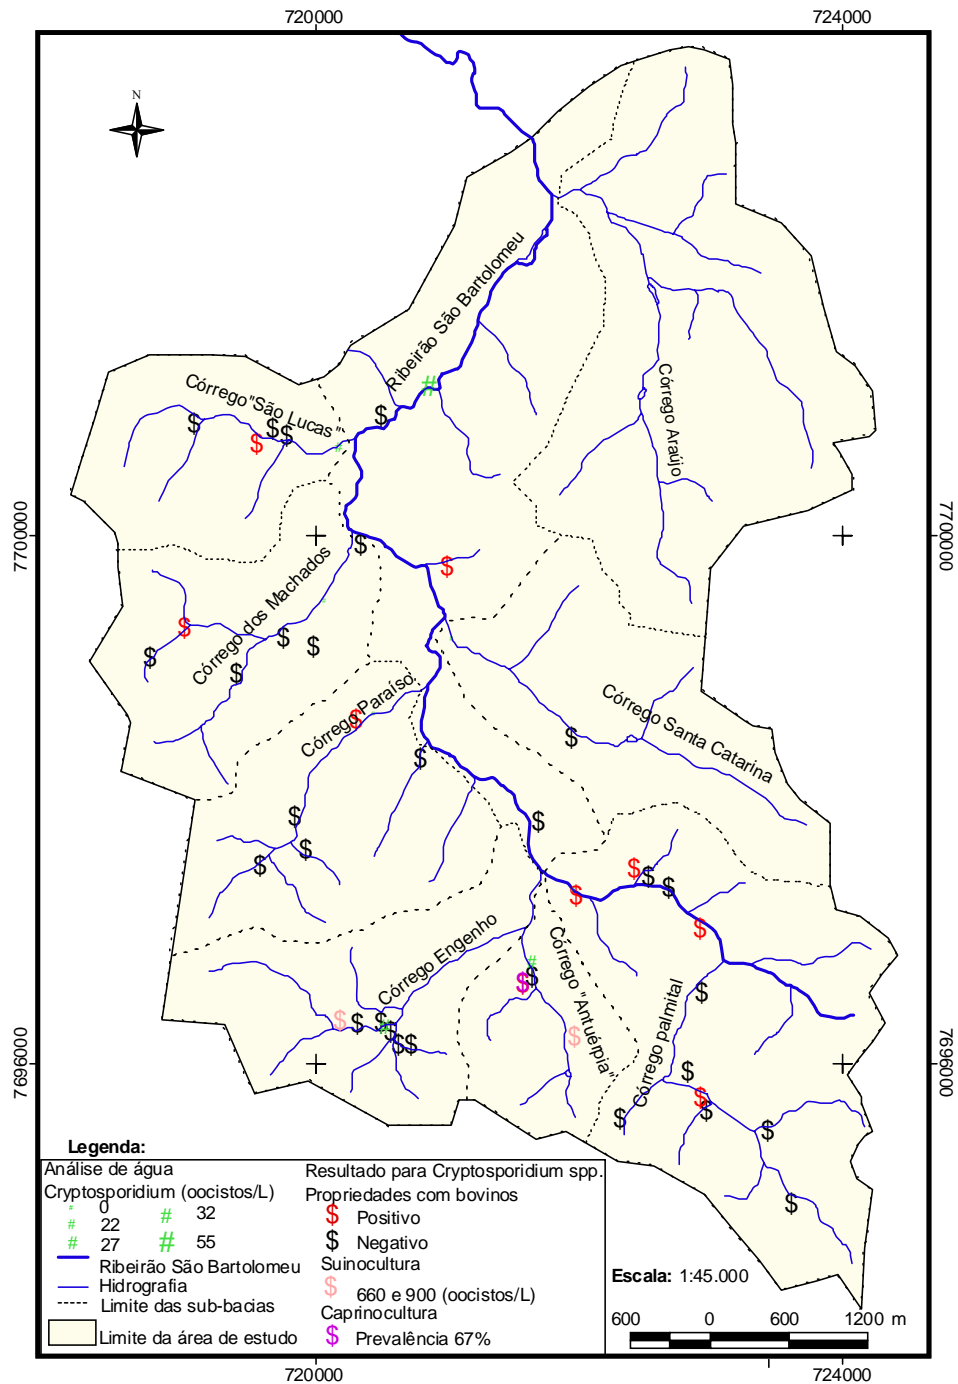 720000
724000
N
Ribeirão São Bartolomeu
Córrego "São Lucas"
Córrego Araújo
7700000
7700000
Córrego dos Machados
Córrego Paraíso
Córrego Santa Catarina
Córrego Engenho
Córrego "Antuérpia"
Córrego palmital
7696000
7696000
Legenda:
Análise de água
Cryptosporidium (oocistos/L)
# 0
# 22
# 27
# 32
# 55
Ribeirão São Bartolomeu
Hidrografia
Limite das sub-bacias
Limite da área de estudo
Resultado para Cryptosporidium spp.
Propriedades com bovinos
$ Positivo
$ Negativo
Suinocultura
$ 660 e 900 (oocistos/L)
Caprinocultura
$ Prevalência 67%
Escala: 1:45.000
600 0 600 1200 m
720000
724000